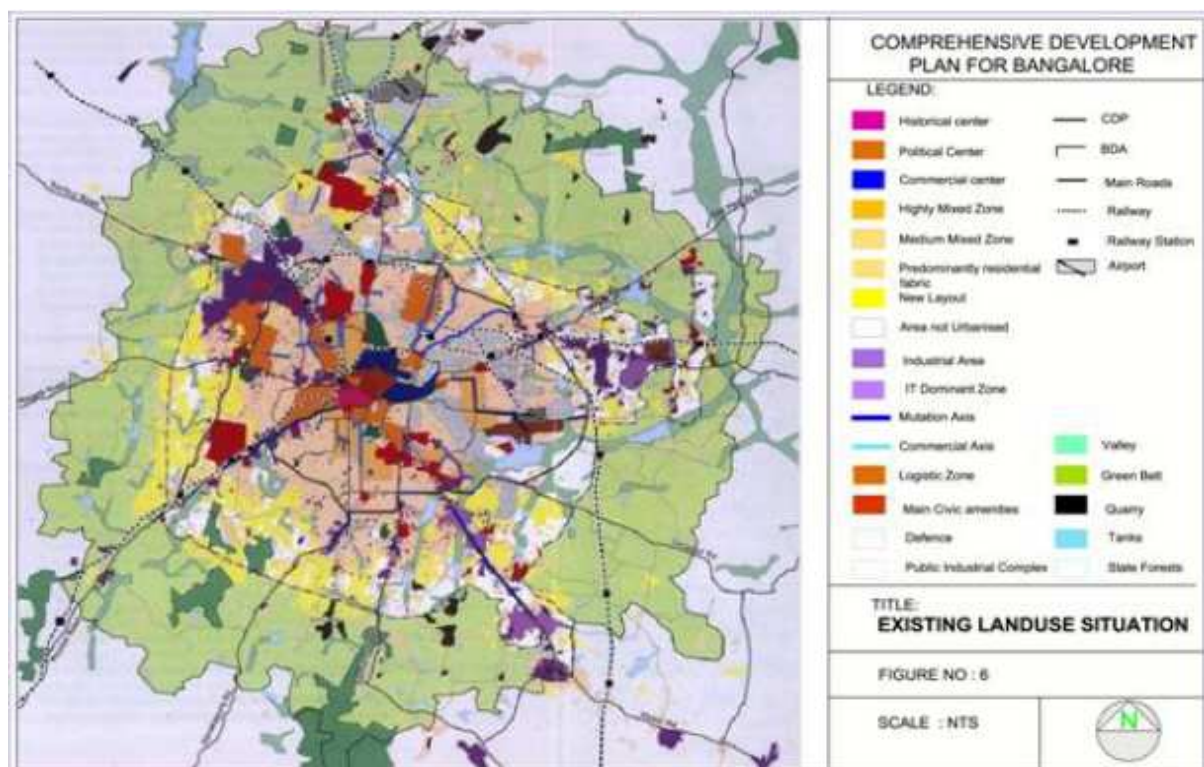 COMPREHENSIVE DEVELOPMENT
PLAN FOR BANGALORE
LEGEND:
Historical center
Political Center
Commercial center
Highly Mixed Zone
Medium Mixed Zone
Predominantly residential
fabric
New Layout
Area not Urbanised
Industrial Area
IT Dominant Zone
Mutation Axis
Commercial Axis
Logistic Zone
Main Civic amenities
Defence
Public Industrial Complex
CDP
BDA
Main Roads
Railway
Railway Station
Airport
Valley
Green Belt
Quarry
Tanks
State Forests
TITLE:
EXISTING LANDUSE SITUATION
FIGURE NO : 6
SCALE : NTS
N